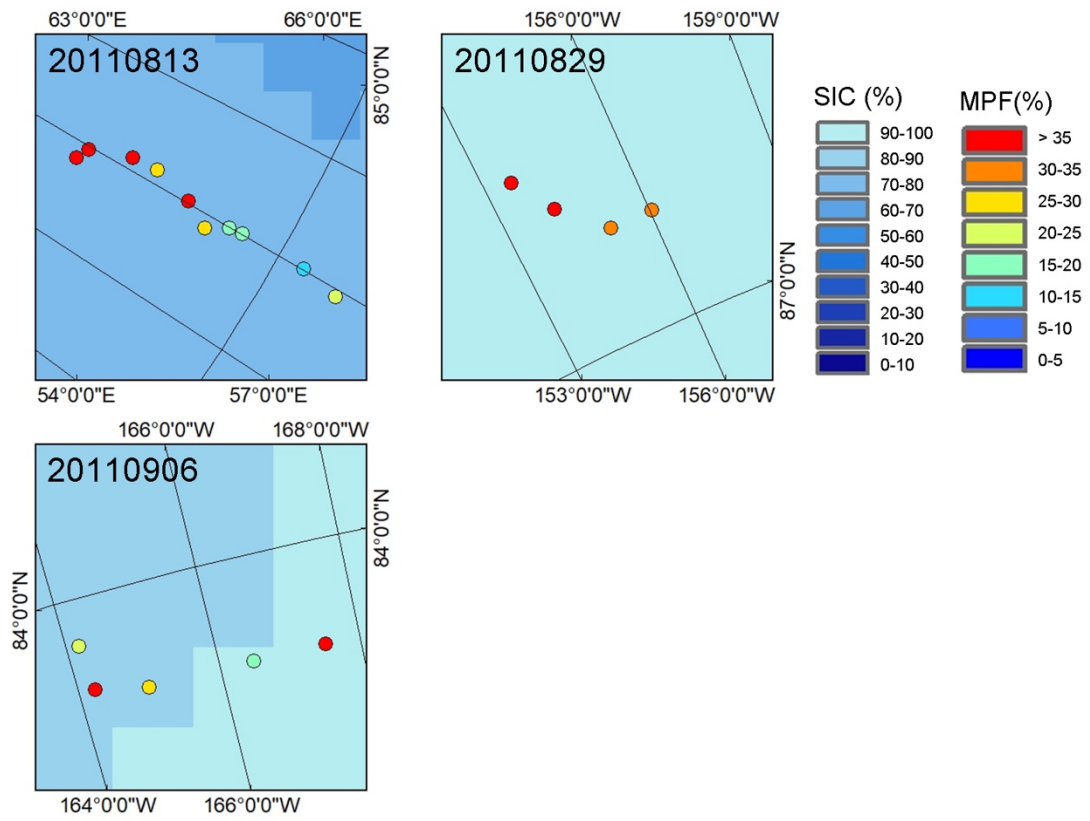 63°0'0"E 66°0'0"E
20110813
85°0'0"N
54°0'0"E 57°0'0"E
156°0'0"W 159°0'0"W
20110829
87°0'0"N
153°0'0"W 156°0'0"W
SIC (%)
90-100
80-90
70-80
60-70
50-60
40-50
30-40
20-30
10-20
0-10
MPF(%)
> 35
30-35
25-30
20-25
15-20
10-15
5-10
0-5
166°0'0"W 168°0'0"W
20110906
84°0'0"N
84°0'0"N
164°0'0"W 166°0'0"W